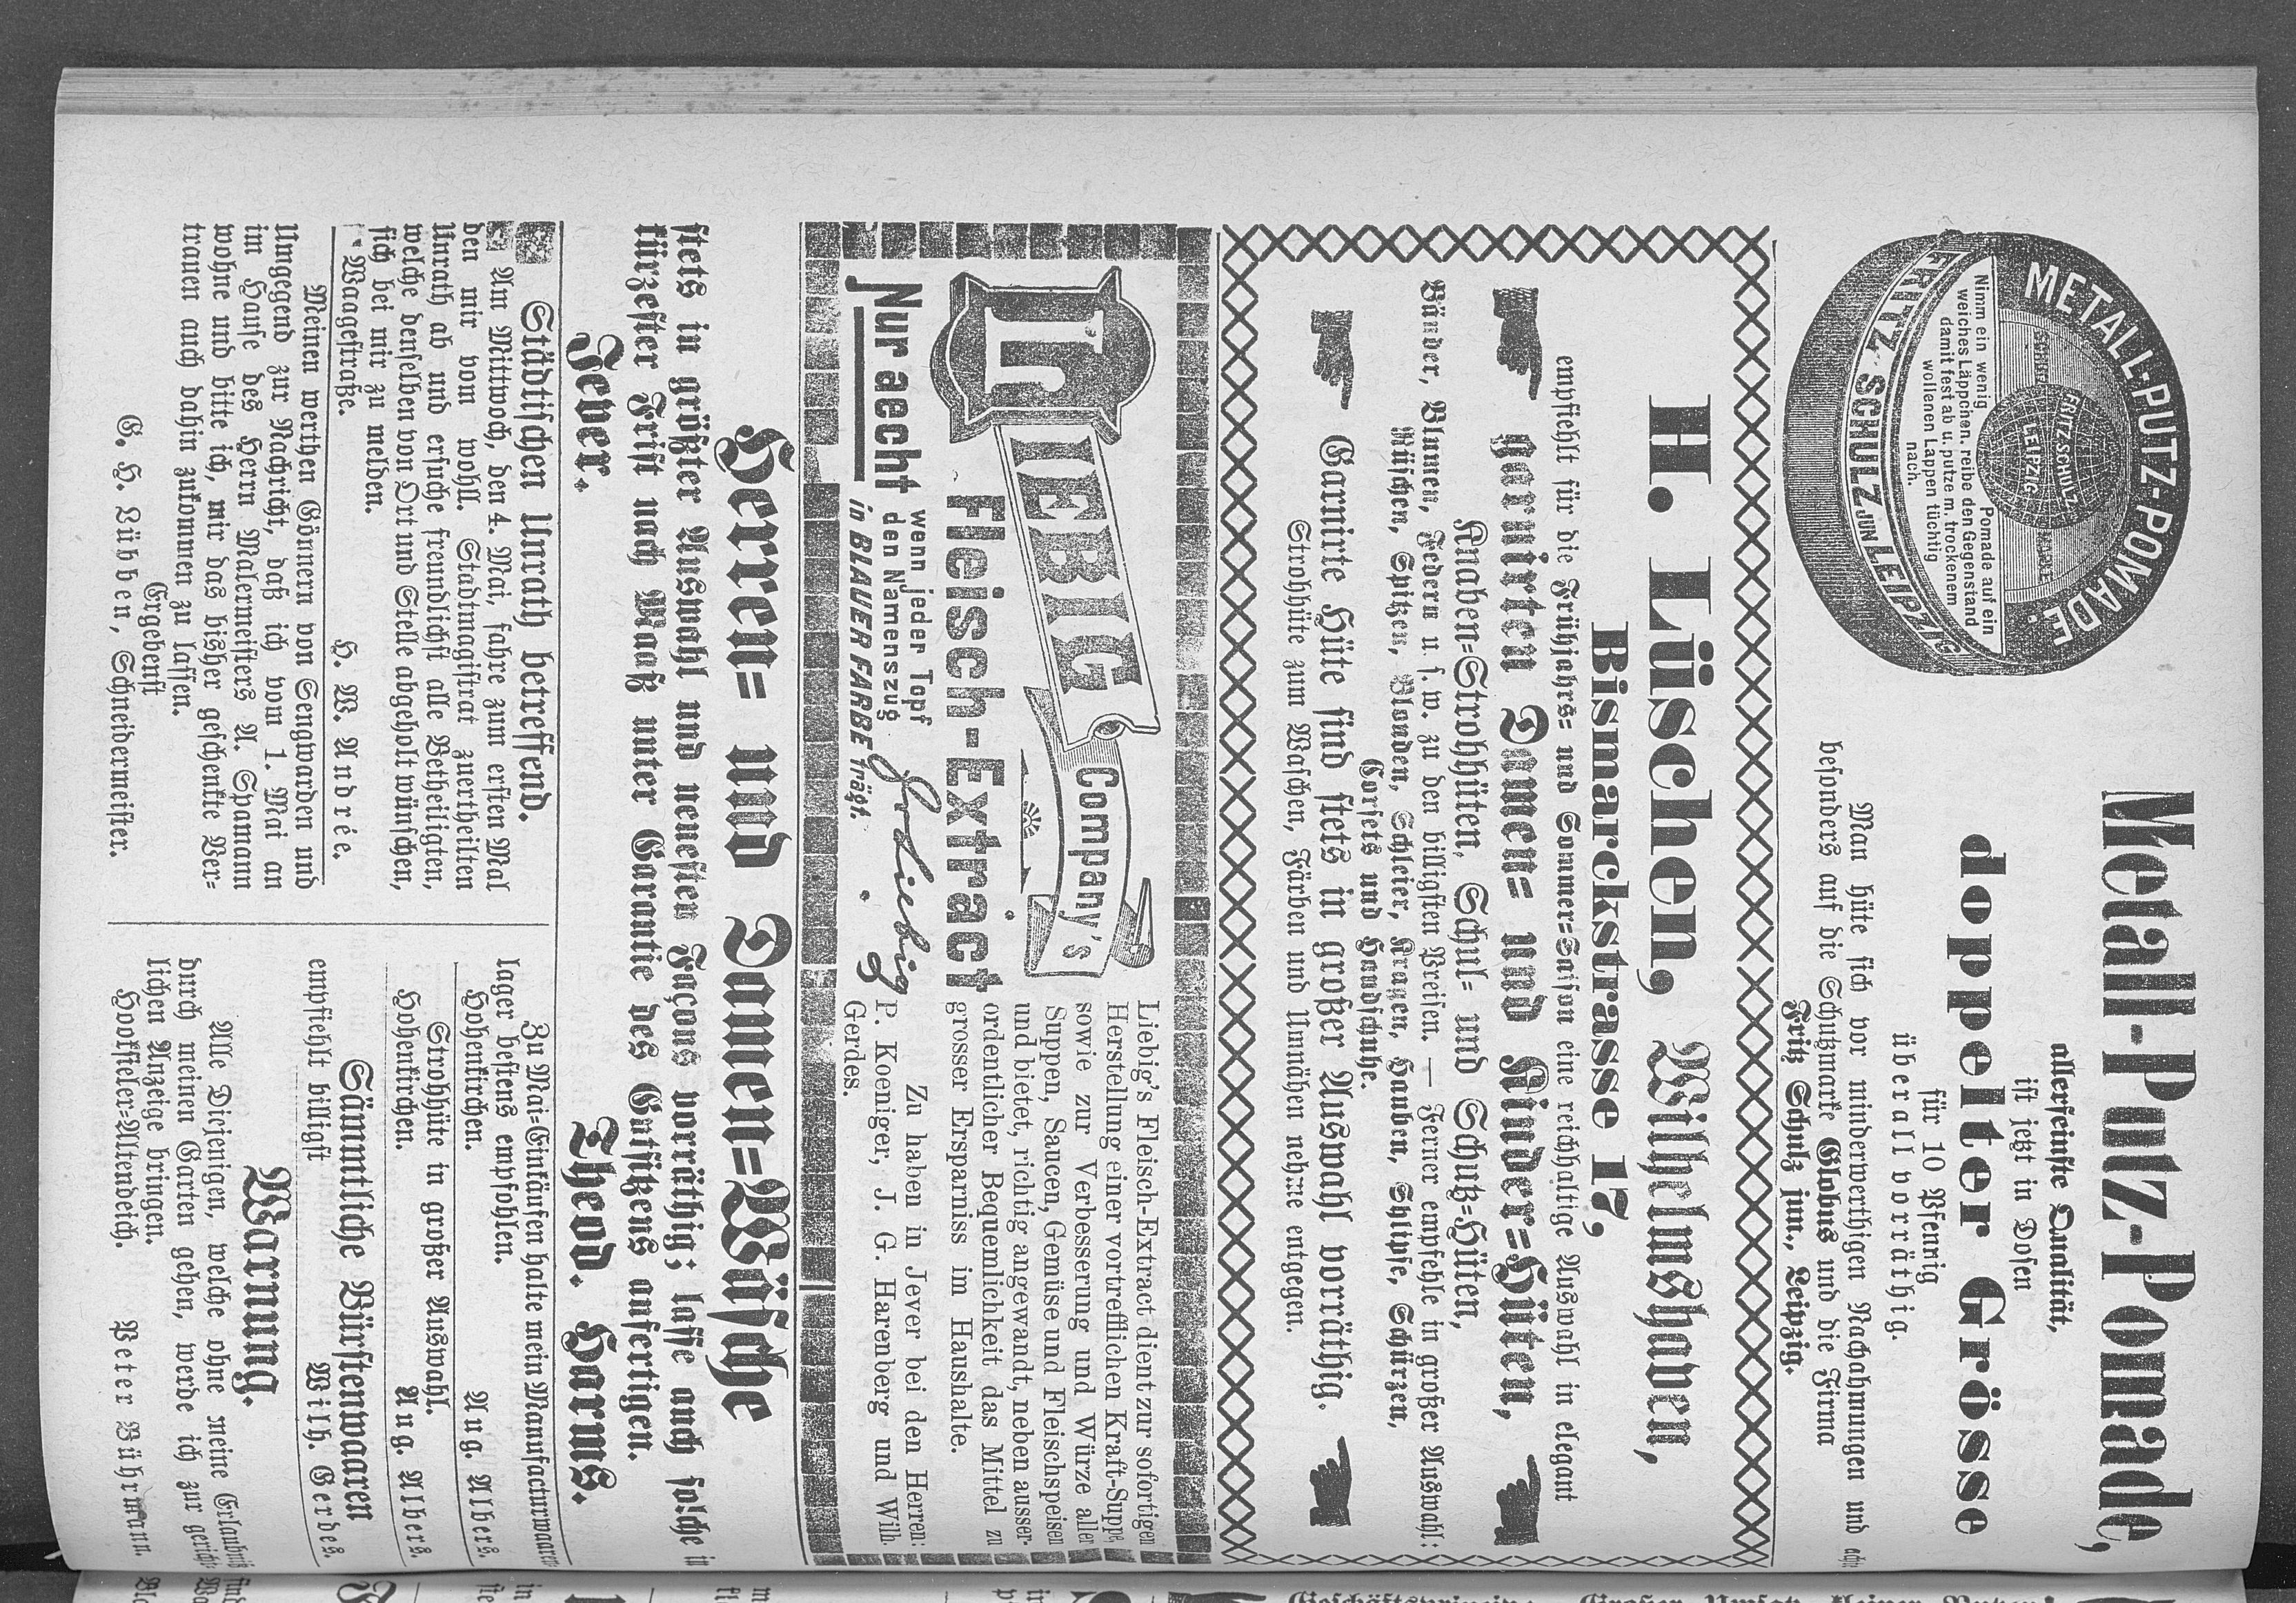 METALL-PUTZ-POMADE.
FRITZ SCHULZ
LEIPZIG
Nimm ein wenig Pomade auf ein
weiches Läppchen, reibe den Gegenstand
damit fest ab u. putze m. trockenem
wollenen Lappen tüchtig
nach.
FRITZ SCHULZ JUN LEIPZIG
Metall-Putz-Pomade,
allerfeinste Qualität,
ist jetzt in Dosen
doppelter Grösse
für 10 Pfennig
überall vorräthig.
Man hüte sich vor minderwerthigen Nachahmungen und
besonders auf die Schutzmarke Globus und die Firma
Fritz Schulz jun., Leipzig.
H. Lüschen, Wilhelmshaven,
Bismarckstrasse 17,
empfiehlt für die Frühjahrs- und Sommer-Saison eine reichhaltige Auswahl in elegant
garnirten Damen- und Kinder-Hüten,
Knaben-Strohhüten, Schul- und Schutz-Hüten,
Bänder, Blumen, Federn u. s. w. zu den billigsten Preisen. — Ferner empfehle in großer Auswahl:
Rüschen, Spitzen, Blonden, Schleier, Kragen, Hauben, Schlipse, Schürzen,
Corsets und Handschuhe.
Garnirte Hüte sind stets in großer Auswahl vorräthig.
Strohhüte zum Waschen, Färben und Umnähen nehme entgegen.
LIEBIG
Company's
Fleisch-Extract
Nur aecht
wenn jeder Topf
den Namenszug
in BLAUER FARBE trägt.
J v Liebig
Liebig's Fleisch-Extract dient zur sofortigen
Herstellung einer vortrefflichen Kraft-Suppe,
sowie zur Verbesserung und Würze aller
Suppen, Saucen, Gemüse und Fleischspeisen
und bietet, richtig angewandt, neben ausser-
ordentlicher Bequemlichkeit das Mittel zu
grosser Ersparniss im Haushalte.
Zu haben in Jever bei den Herren:
P. Koeniger, J. G. Harenberg und Wilh.
Gerdes.
Herren- und Damen-Wäsche
stets in größter Auswahl und neuesten Façons vorräthig; lasse auch solche in
kürzester Frist nach Maaß unter Garantie des Gutsitzens anfertigen.
Jever. Theod. Harms.
Städtischen Unrath betreffend.
Am Mittwoch, den 4. Mai, fahre zum ersten Mal
den mir vom wohll. Stadtmagistrat zuertheilten
Unrath ab und ersuche freundlichst alle Betheiligten,
welche denselben von Ort und Stelle abgeholt wünschen,
sich bei mir zu melden.
Waagestraße. H. W. André.
Meinen werthen Gönnern von Sengwarden und
Umgegend zur Nachricht, daß ich vom 1. Mai an
im Hause des Herrn Malermeisters A. Spamann
wohne und bitte ich, mir das bisher geschenkte Ver-
trauen auch dahin zukommen zu lassen.
Ergebenst
G. H. Lübben, Schneidermeister.
Zu Mai-Einkäufen halte mein Manufacturwaaren-
lager bestens empfohlen.
Hohenkirchen. Aug. Albers.
Strohhüte in großer Auswahl.
Hohenkirchen. Aug. Albers.
Sämmtliche Bürstenwaaren
empfiehlt billigst Wilh. Gerdes.
Warnung.
Alle Diejenigen, welche ohne meine Erlaubniß
durch meinen Garten gehen, werde ich zur gericht-
lichen Anzeige bringen.
Hooksieler-Altendeich. Peter Bührmann.